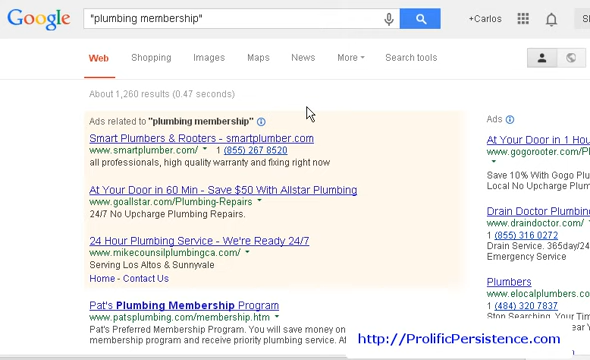 Google
"plumbing membership"
+Carlos
Web Shopping Images Maps News More Search tools
About 1,260 results (0.47 seconds)
Ads related to "plumbing membership"
Smart Plumbers & Rooters - smartplumber.com
www.smartplumber.com/ 1 (855) 267 8520
all professionals, high quality warranty and fixing right now
At Your Door in 60 Min - Save $50 With Allstar Plumbing
www.goallstar.com/Plumbing-Repairs
24/7 No Upcharge Plumbing Repairs.
24 Hour Plumbing Service - We're Ready 24/7
www.mikecounsilplumbingca.com/
Serving Los Altos & Sunnyvale
Home - Contact Us
Pat's Plumbing Membership Program
www.patsplumbing.com/membership.htm
Pat's Preferred Membership Program. You will save money on
membership program and receive priority plumbing service.
Ads
At Your Door in 1 Hou
www.gogorooter.com/Pl
Save 10% With Gogo Pl
Local No Upcharge Plum
Drain Doctor Plumbing
www.draindoctor.com/
1 (855) 316 0272
Drain Service. 365day/24
Emergency Service
Plumbers
www.elocalplumbers.c
1 (484) 320 7837
Stop Searching. Your Time
http://ProlificPersistence.com